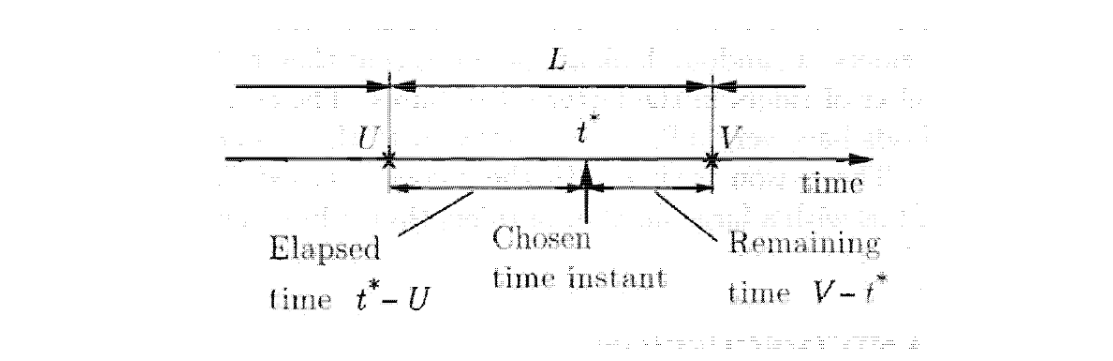 L
U
t*
V
time
Elapsed
time t* – U
Chosen
time instant
Remaining
time V – t*